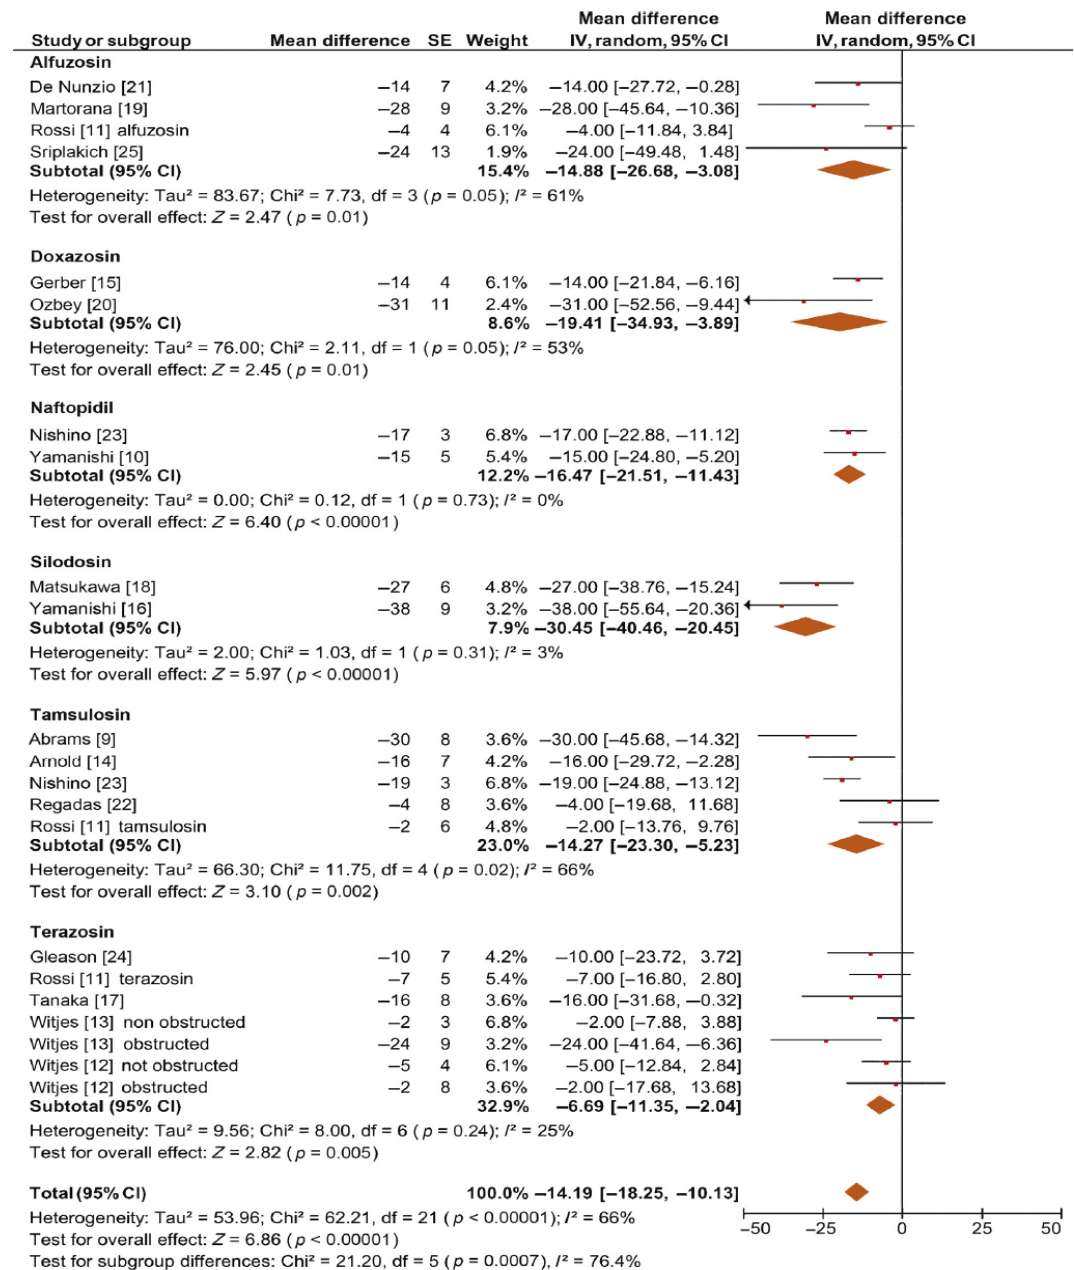 Mean difference Mean difference
Study or subgroup Mean difference SE Weight IV, random, 95% CI IV, random, 95% CI
Alfuzosin
De Nunzio [21] −14 7 4.2% −14.00 [−27.72, −0.28]
Martorana [19] −28 9 3.2% −28.00 [−45.64, −10.36]
Rossi [11] alfuzosin −4 4 6.1% −4.00 [−11.84, 3.84]
Sriplakich [25] −24 13 1.9% −24.00 [−49.48, 1.48]
Subtotal (95% CI) 15.4% −14.88 [−26.68, −3.08]
Heterogeneity: Tau² = 83.67; Chi² = 7.73, df = 3 (p = 0.05); I² = 61%
Test for overall effect: Z = 2.47 (p = 0.01)
Doxazosin
Gerber [15] −14 4 6.1% −14.00 [−21.84, −6.16]
Ozbey [20] −31 11 2.4% −31.00 [−52.56, −9.44]
Subtotal (95% CI) 8.6% −19.41 [−34.93, −3.89]
Heterogeneity: Tau² = 76.00; Chi² = 2.11, df = 1 (p = 0.05); I² = 53%
Test for overall effect: Z = 2.45 (p = 0.01)
Naftopidil
Nishino [23] −17 3 6.8% −17.00 [−22.88, −11.12]
Yamanishi [10] −15 5 5.4% −15.00 [−24.80, −5.20]
Subtotal (95% CI) 12.2% −16.47 [−21.51, −11.43]
Heterogeneity: Tau² = 0.00; Chi² = 0.12, df = 1 (p = 0.73); I² = 0%
Test for overall effect: Z = 6.40 (p < 0.00001)
Silodosin
Matsukawa [18] −27 6 4.8% −27.00 [−38.76, −15.24]
Yamanishi [16] −38 9 3.2% −38.00 [−55.64, −20.36]
Subtotal (95% CI) 7.9% −30.45 [−40.46, −20.45]
Heterogeneity: Tau² = 2.00; Chi² = 1.03, df = 1 (p = 0.31); I² = 3%
Test for overall effect: Z = 5.97 (p < 0.00001)
Tamsulosin
Abrams [9] −30 8 3.6% −30.00 [−45.68, −14.32]
Arnold [14] −16 7 4.2% −16.00 [−29.72, −2.28]
Nishino [23] −19 3 6.8% −19.00 [−24.88, −13.12]
Regadas [22] −4 8 3.6% −4.00 [−19.68, 11.68]
Rossi [11] tamsulosin −2 6 4.8% −2.00 [−13.76, 9.76]
Subtotal (95% CI) 23.0% −14.27 [−23.30, −5.23]
Heterogeneity: Tau² = 66.30; Chi² = 11.75, df = 4 (p = 0.02); I² = 66%
Test for overall effect: Z = 3.10 (p = 0.002)
Terazosin
Gleason [24] −10 7 4.2% −10.00 [−23.72, 3.72]
Rossi [11] terazosin −7 5 5.4% −7.00 [−16.80, 2.80]
Tanaka [17] −16 8 3.6% −16.00 [−31.68, −0.32]
Witjes [13] non obstructed −2 3 6.8% −2.00 [−7.88, 3.88]
Witjes [13] obstructed −24 9 3.2% −24.00 [−41.64, −6.36]
Witjes [12] not obstructed −5 4 6.1% −5.00 [−12.84, 2.84]
Witjes [12] obstructed −2 8 3.6% −2.00 [−17.68, 13.68]
Subtotal (95% CI) 32.9% −6.69 [−11.35, −2.04]
Heterogeneity: Tau² = 9.56; Chi² = 8.00, df = 6 (p = 0.24); I² = 25%
Test for overall effect: Z = 2.82 (p = 0.005)
Total (95% CI) 100.0% −14.19 [−18.25, −10.13]
Heterogeneity: Tau² = 53.96; Chi² = 62.21, df = 21 (p < 0.00001); I² = 66%
Test for overall effect: Z = 6.86 (p < 0.00001)
Test for subgroup differences: Chi² = 21.20, df = 5 (p = 0.0007), I² = 76.4%
−50 −25 0 25 50